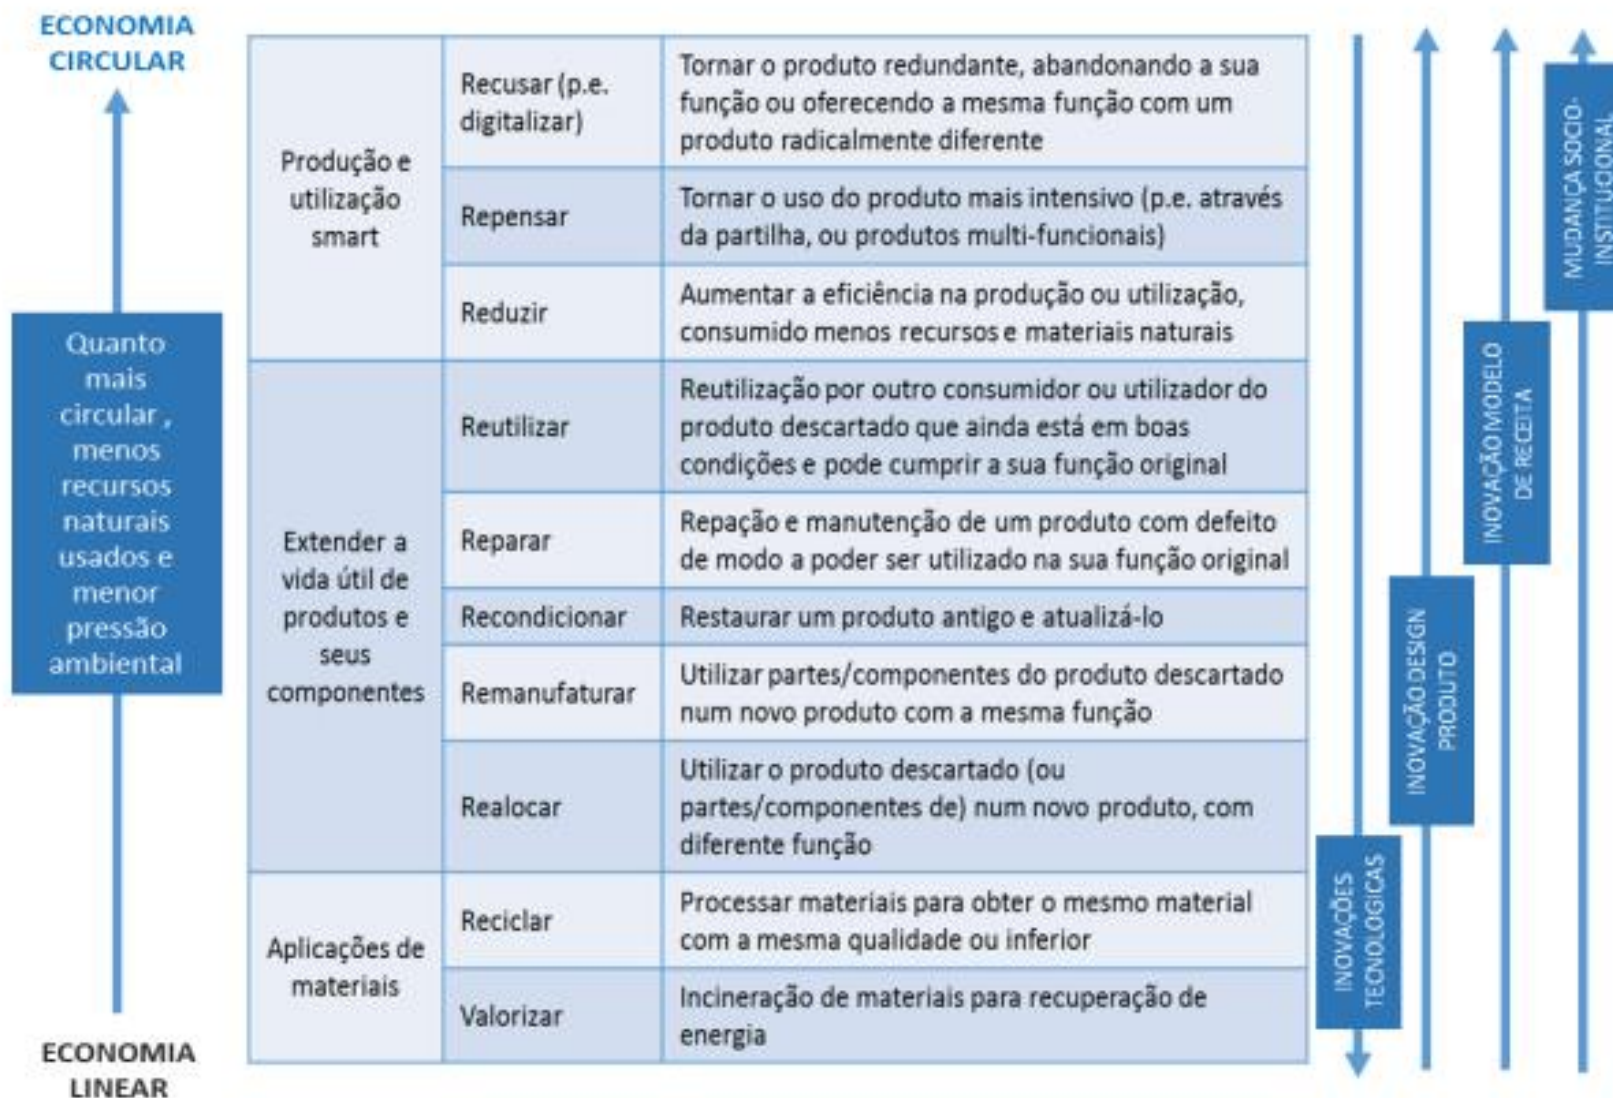 ECONOMIA
CIRCULAR
Quanto
mais
circular ,
menos
recursos
naturais
usados e
menor
pressão
ambiental
ECONOMIA
LINEAR
Produção e
utilização
smart
Recusar (p.e.
digitalizar)
Tornar o produto redundante, abandonando a sua
função ou oferecendo a mesma função com um
produto radicalmente diferente
Repensar
Tornar o uso do produto mais intensivo (p.e. através
da partilha, ou produtos multi-funcionais)
Reduzir
Aumentar a eficiência na produção ou utilização,
consumido menos recursos e materiais naturais
Extender a
vida útil de
produtos e
seus
componentes
Reutilizar
Reutilização por outro consumidor ou utilizador do
produto descartado que ainda está em boas
condições e pode cumprir a sua função original
Reparar
Repação e manutenção de um produto com defeito
de modo a poder ser utilizado na sua função original
Recondicionar
Restaurar um produto antigo e atualizá-lo
Remanufaturar
Utilizar partes/componentes do produto descartado
num novo produto com a mesma função
Realocar
Utilizar o produto descartado (ou
partes/componentes de) num novo produto, com
diferente função
Aplicações de
materiais
Reciclar
Processar materiais para obter o mesmo material
com a mesma qualidade ou inferior
Valorizar
Incineração de materiais para recuperação de
energia
INOVAÇÕES
TECNOLOGICAS
INOVAÇÃO DESIGN
PRODUTO
INOVAÇÃO MODELO
DE RECEITA
MUDANÇA SOCIO-
INSTITUCIONAL